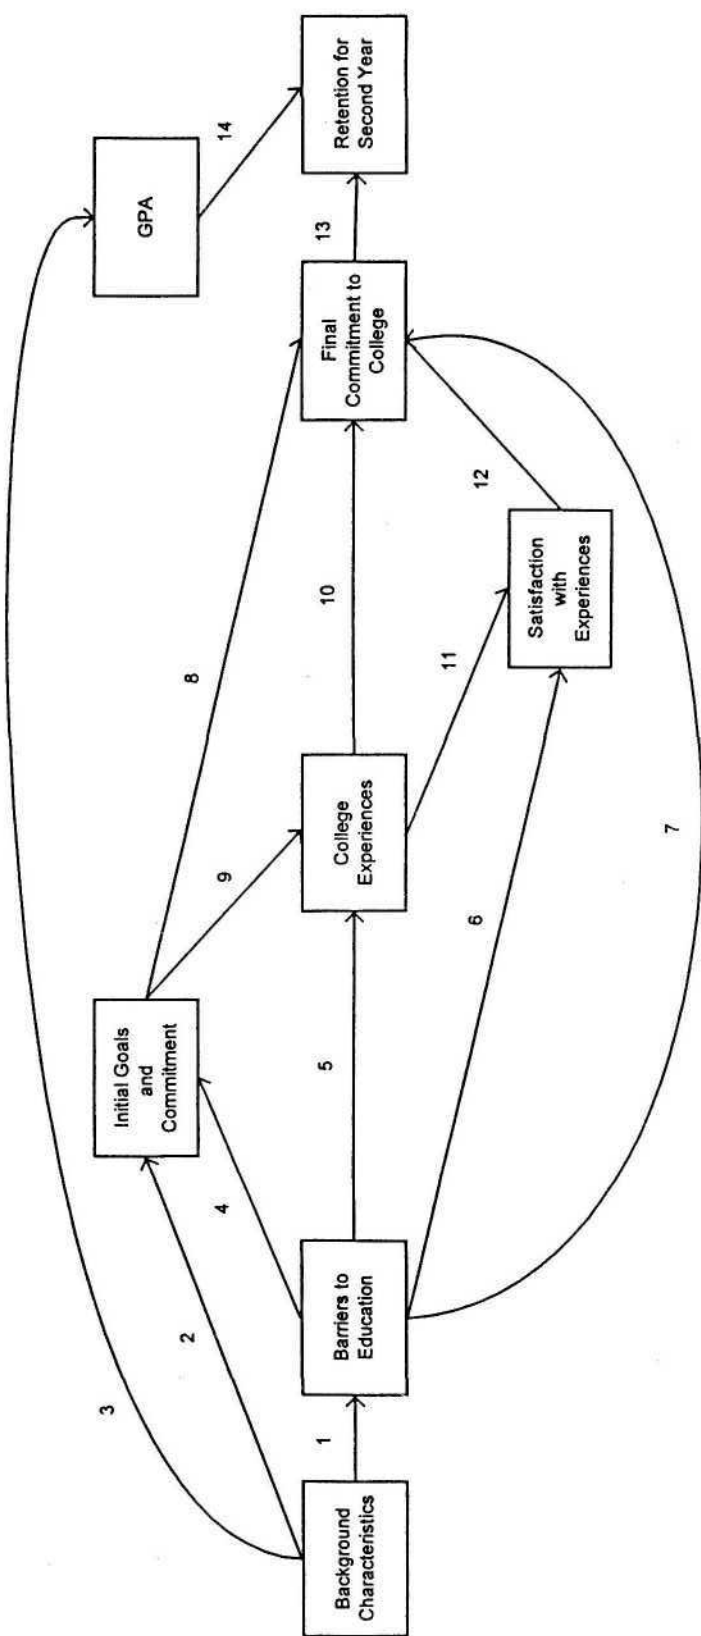 3
GPA
14
2
Initial Goals
and
Commitment
8
4
9
Background
Characteristics
1
Barriers to
Education
5
College
Experiences
10
Final
Commitment to
College
13
Retention for
Second Year
11
12
6
Satisfaction
with
Experiences
7